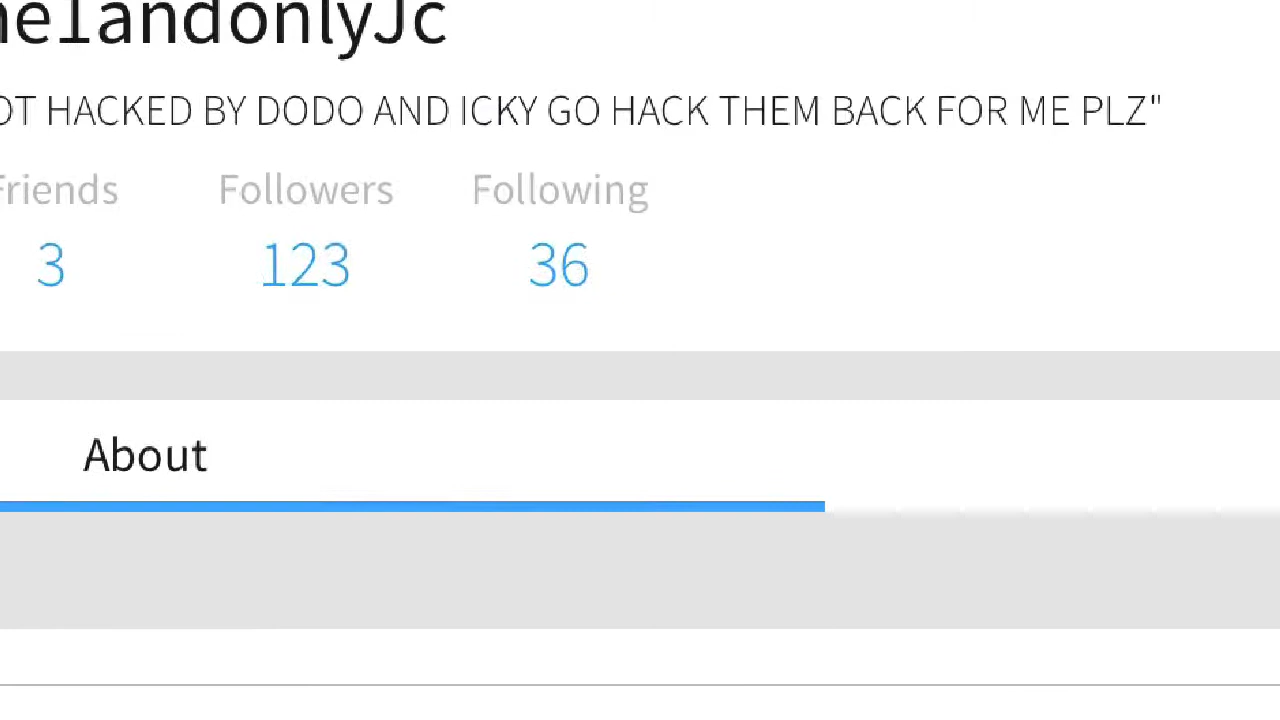 ne1andonlyJc
OT HACKED BY DODO AND ICKY GO HACK THEM BACK FOR ME PLZ"
Friends Followers Following
3 123 36
About